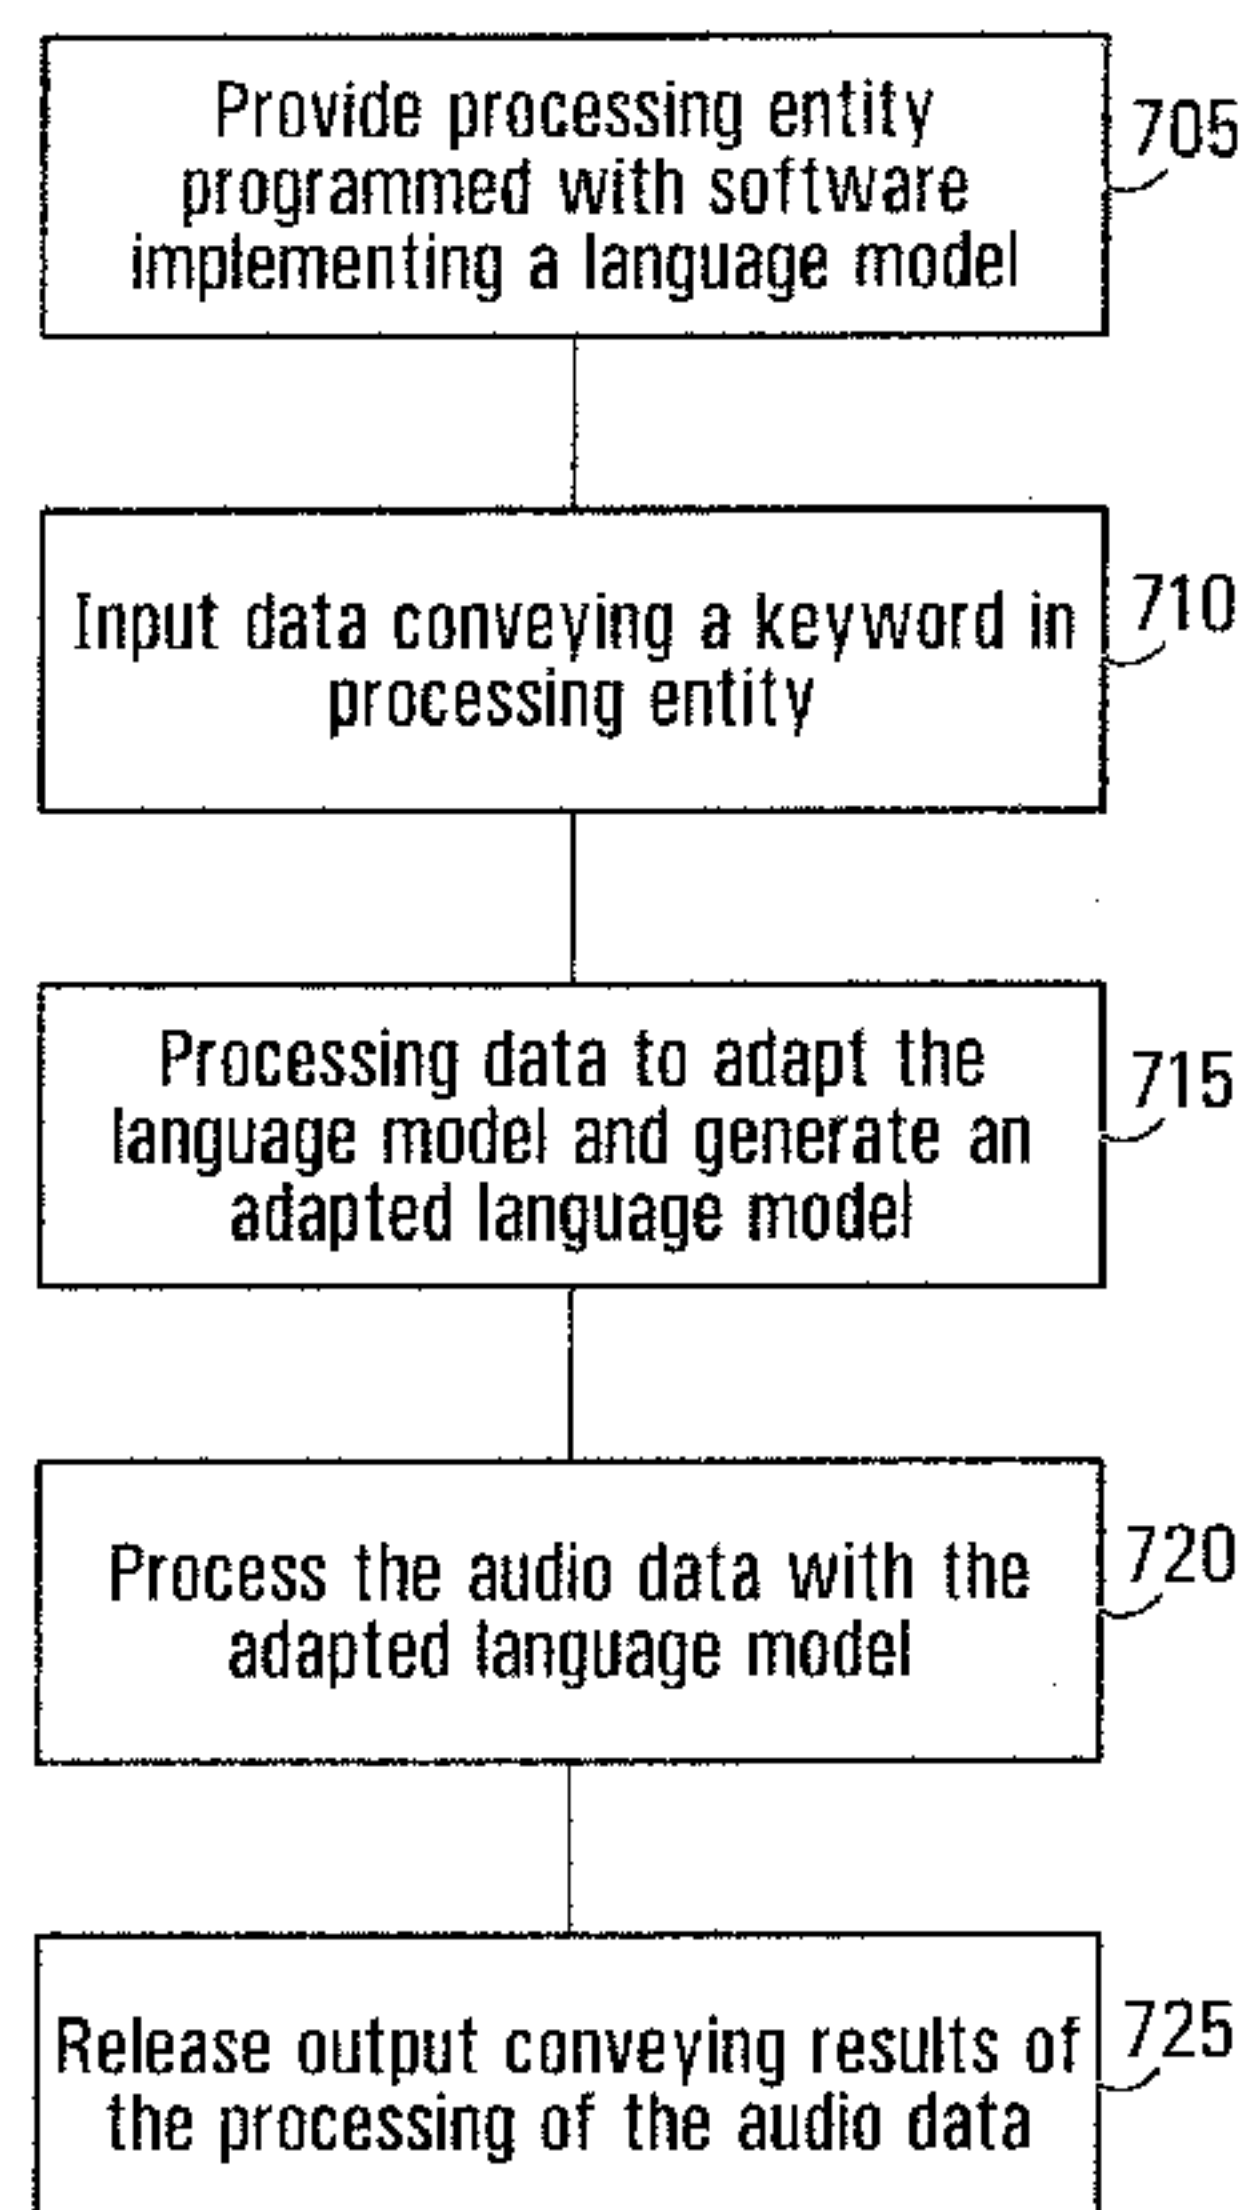 Provide processing entity
programmed with software
implementing a language model
705
Input data conveying a keyword in
processing entity
710
Processing data to adapt the
language model and generate an
adapted language model
715
Process the audio data with the
adapted language model
720
Release output conveying results of
the processing of the audio data
725